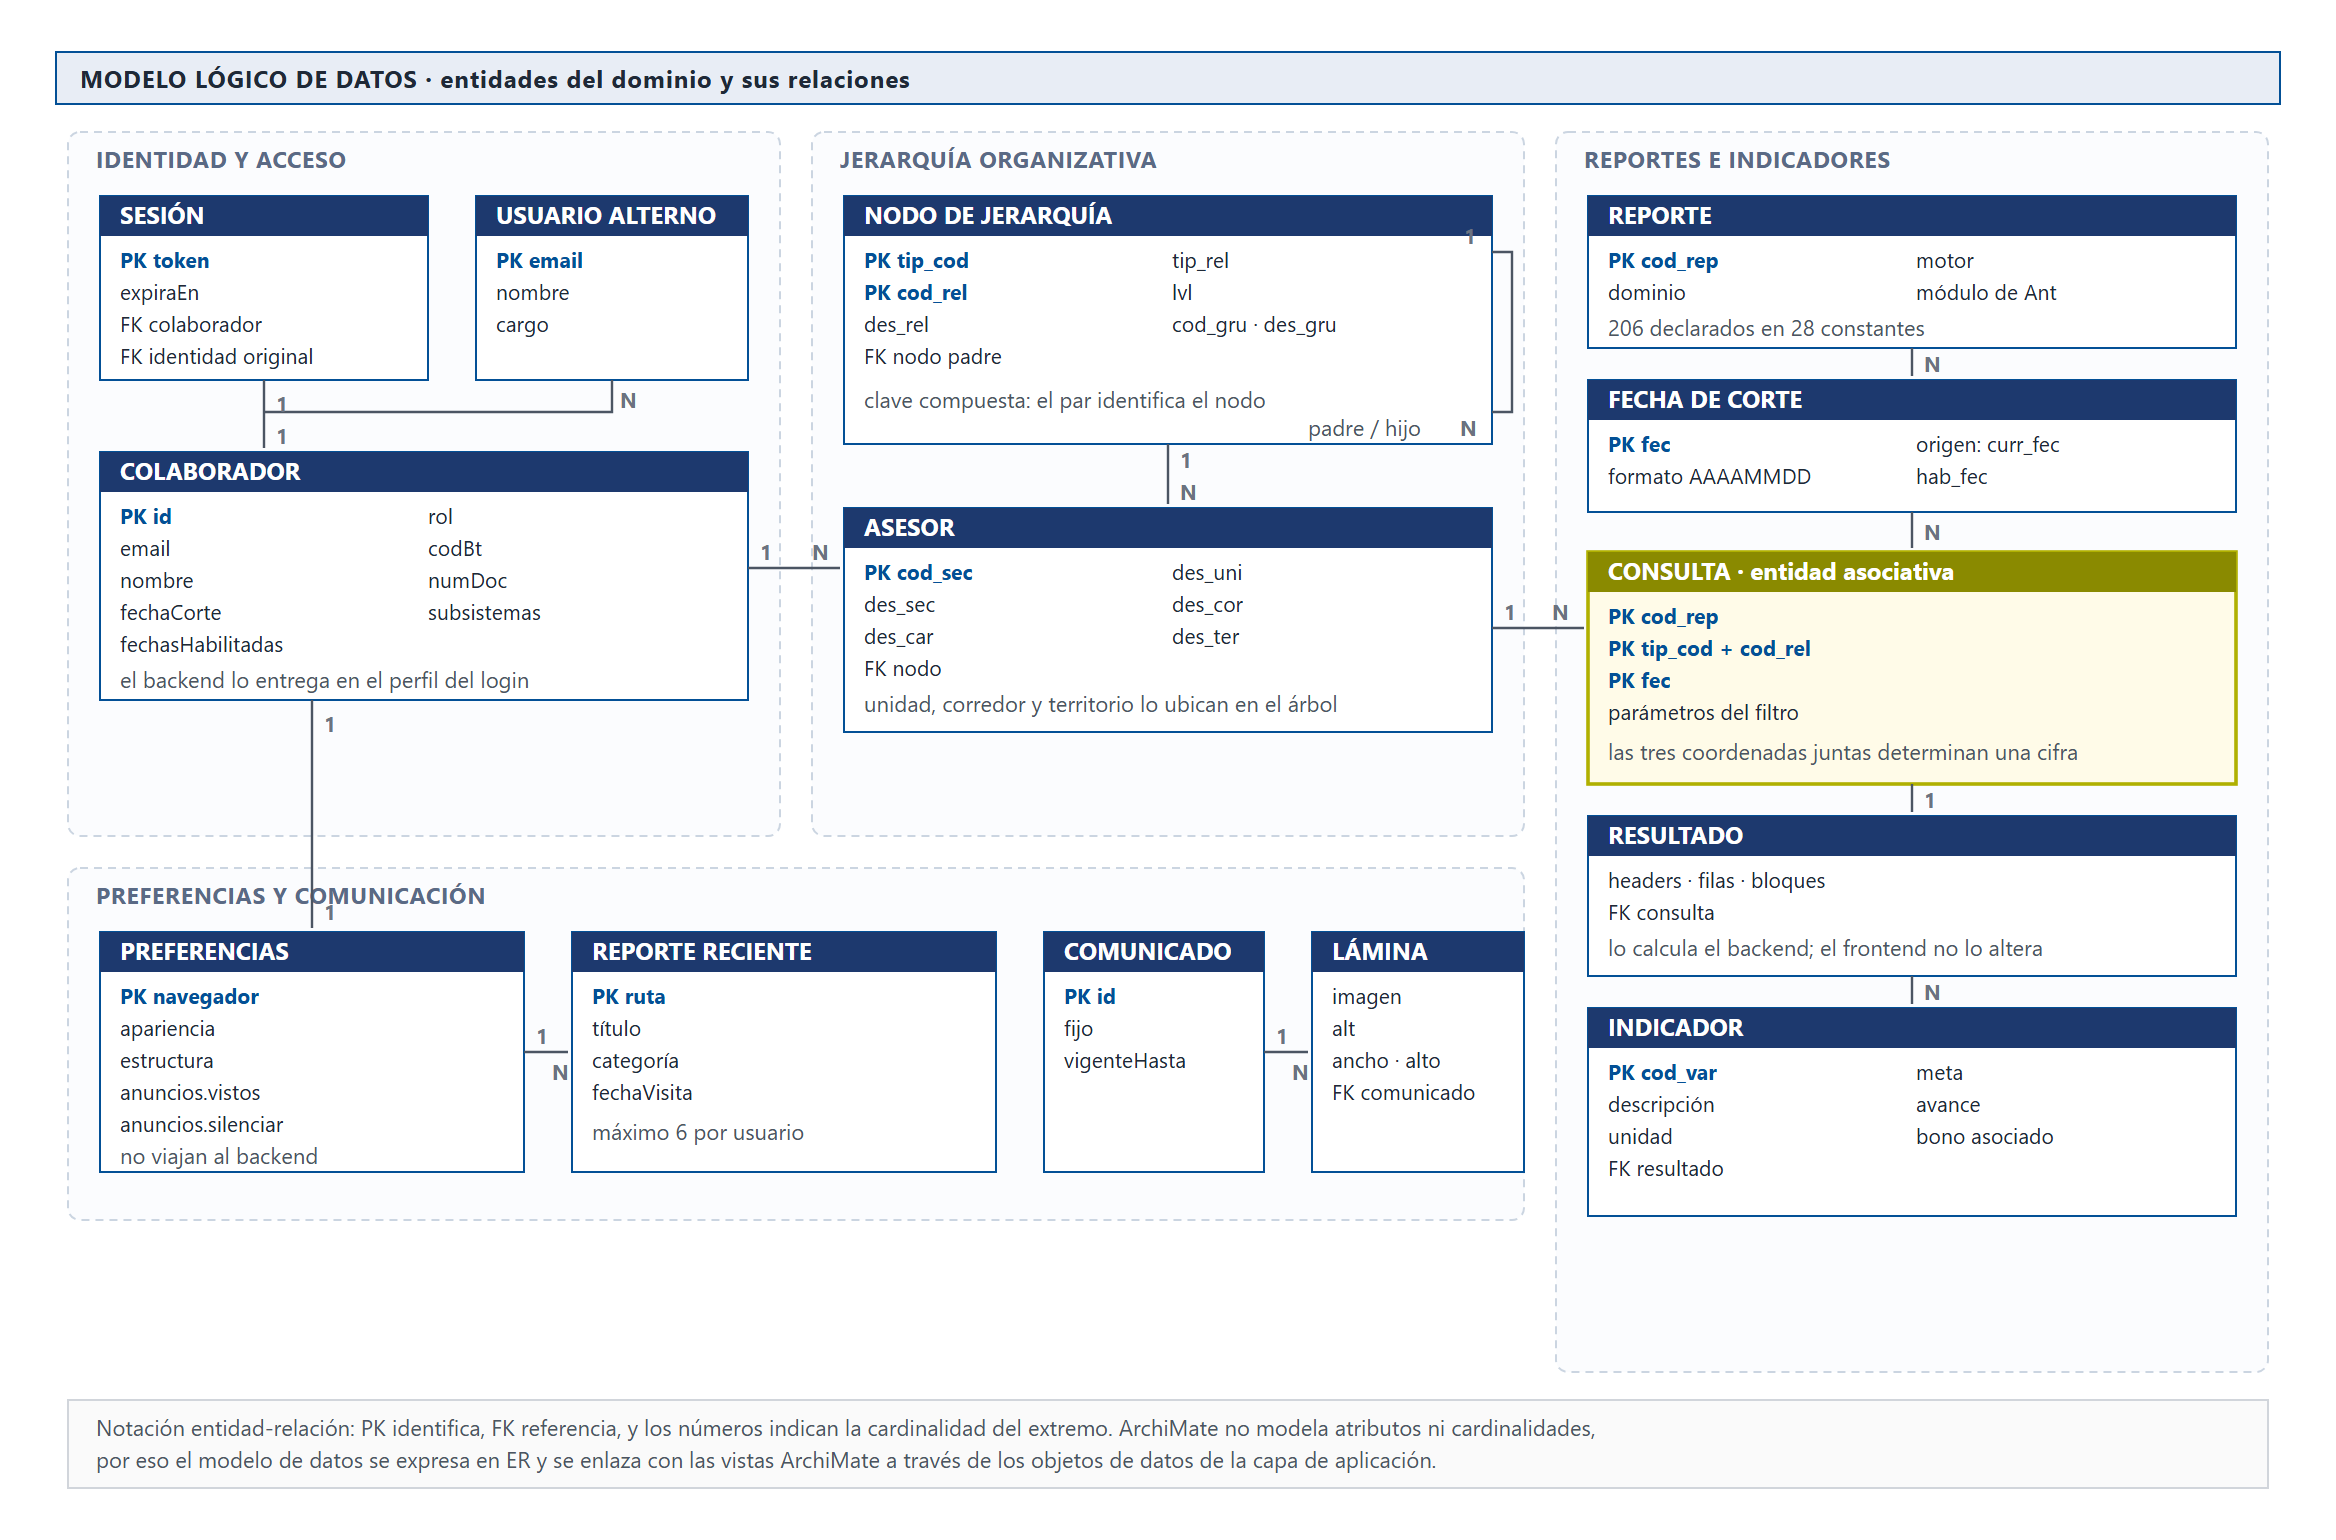 MODELO LÓGICO DE DATOS · entidades del dominio y sus relaciones
IDENTIDAD Y ACCESO
SESIÓN
PK token
expiraEn
FK colaborador
FK identidad original
USUARIO ALTERNO
PK email
nombre
cargo
1
N
1
COLABORADOR
PK id
rol
email
codBt
nombre
numDoc
fechaCorte
subsistemas
fechasHabilitadas
el backend lo entrega en el perfil del login
1
N
1
JERARQUÍA ORGANIZATIVA
NODO DE JERARQUÍA
1
PK tip_cod
tip_rel
PK cod_rel
lvl
des_rel
cod_gru · des_gru
FK nodo padre
clave compuesta: el par identifica el nodo
padre / hijo
N
1
N
ASESOR
PK cod_sec
des_uni
des_sec
des_cor
des_car
des_ter
FK nodo
unidad, corredor y territorio lo ubican en el árbol
1
N
REPORTES E INDICADORES
REPORTE
PK cod_rep
motor
dominio
módulo de Ant
206 declarados en 28 constantes
N
FECHA DE CORTE
PK fec
origen: curr_fec
formato AAAAMMDD
hab_fec
N
CONSULTA · entidad asociativa
PK cod_rep
PK tip_cod + cod_rel
PK fec
parámetros del filtro
las tres coordenadas juntas determinan una cifra
1
RESULTADO
headers · filas · bloques
FK consulta
lo calcula el backend; el frontend no lo altera
N
INDICADOR
PK cod_var
meta
descripción
avance
unidad
bono asociado
FK resultado
PREFERENCIAS Y COMUNICACIÓN
1
PREFERENCIAS
PK navegador
apariencia
estructura
anuncios.vistos
anuncios.silenciar
no viajan al backend
1
N
REPORTE RECIENTE
PK ruta
título
categoría
fechaVisita
máximo 6 por usuario
COMUNICADO
PK id
fijo
vigenteHasta
1
N
LÁMINA
imagen
alt
ancho · alto
FK comunicado
Notación entidad-relación: PK identifica, FK referencia, y los números indican la cardinalidad del extremo. ArchiMate no modela atributos ni cardinalidades,
por eso el modelo de datos se expresa en ER y se enlaza con las vistas ArchiMate a través de los objetos de datos de la capa de aplicación.